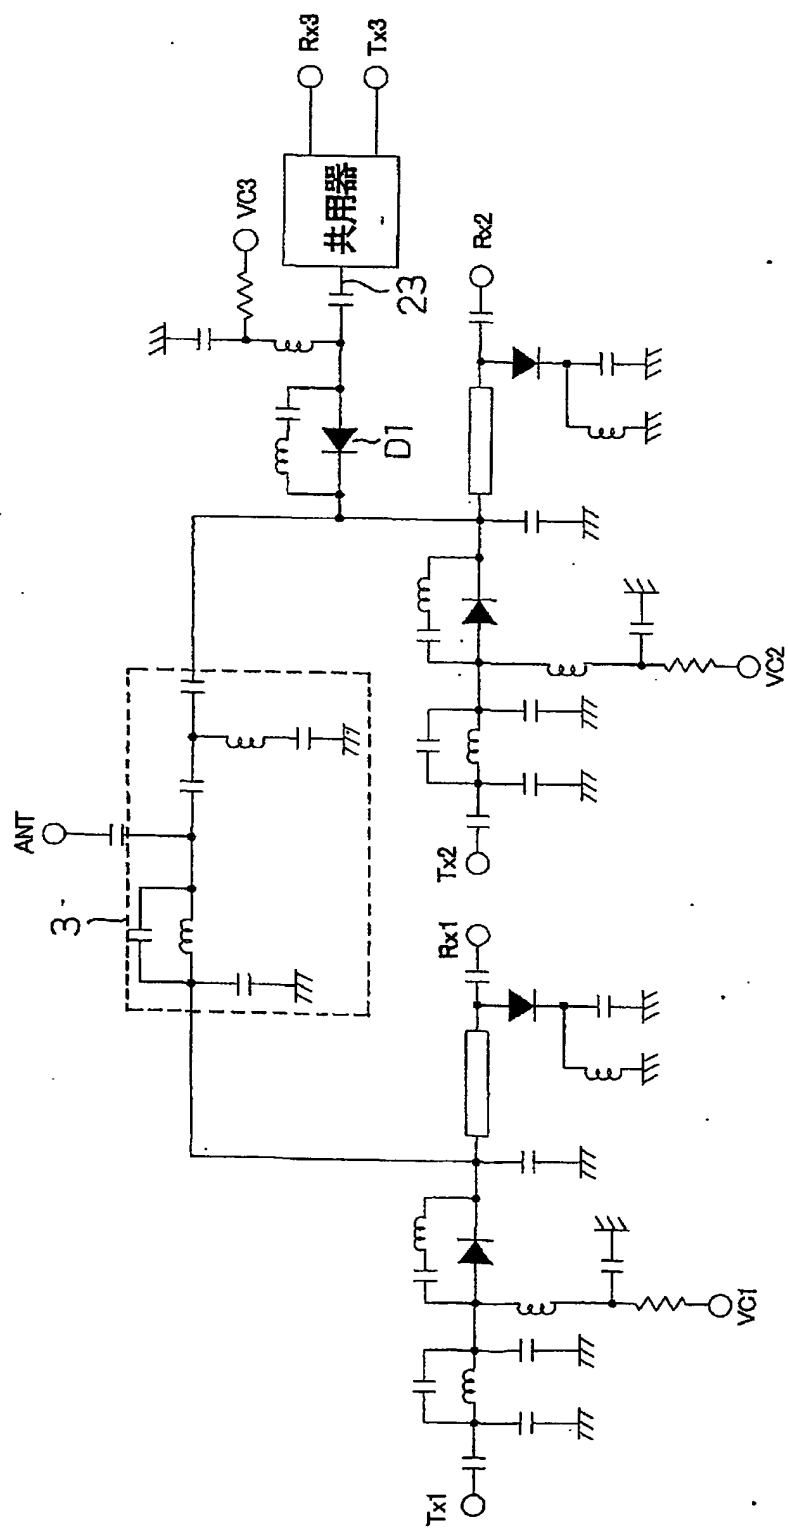 Rx3
Tx3
VC3
共用器
23
Rx2
D1
ANT
VC2
3
Tx2
Rx1
VC1
Tx1